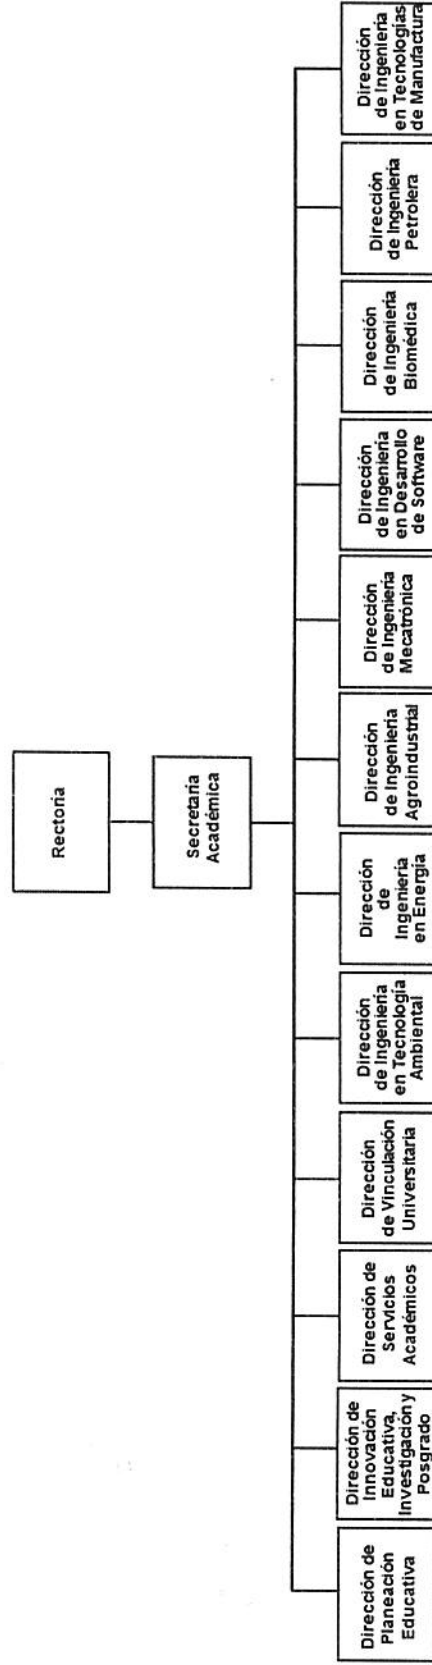 Rectoria
Secretaria
Académica
Dirección de
Planeación
Educativa
Dirección de
Innovación
Educativa,
Investigación y
Posgrado
Dirección de
Servicios
Académicos
Dirección
de Vinculación
Universitaria
Dirección
de Ingeniería
en Tecnología
Ambiental
Dirección
de
Ingeniería
en Energía
Dirección
de Ingeniería
Agroindustrial
Dirección
de Ingeniería
Mecatrónica
Dirección
de Ingeniería
en Desarrollo
de Software
Dirección
de Ingeniería
Biomédica
Dirección
de Ingeniería
Petrolera
Dirección
de Ingeniería
en Tecnologías
de Manufactura